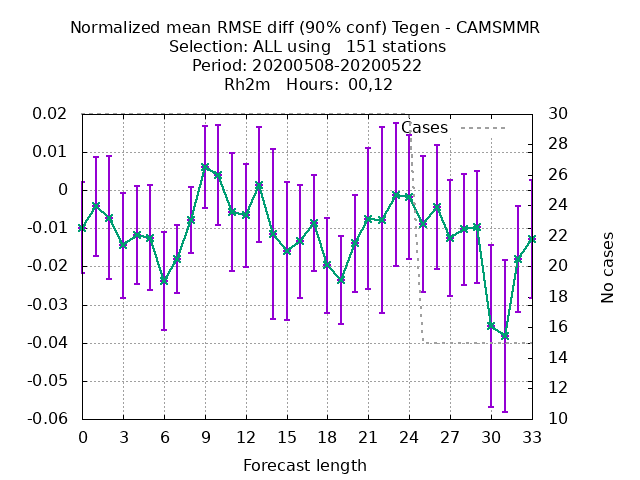 Normalized mean RMSE diff (90% conf) Tegen - CAMSMMR
Selection: ALL using   151 stations
Period: 20200508-20200522
Rh2m   Hours:  00,12
Cases
0.02
0.01
0
-0.01
-0.02
-0.03
-0.04
-0.05
-0.06
30
28
26
24
22
20
18
16
14
12
10
No cases
0 3 6 9 12 15 18 21 24 27 30 33
Forecast length